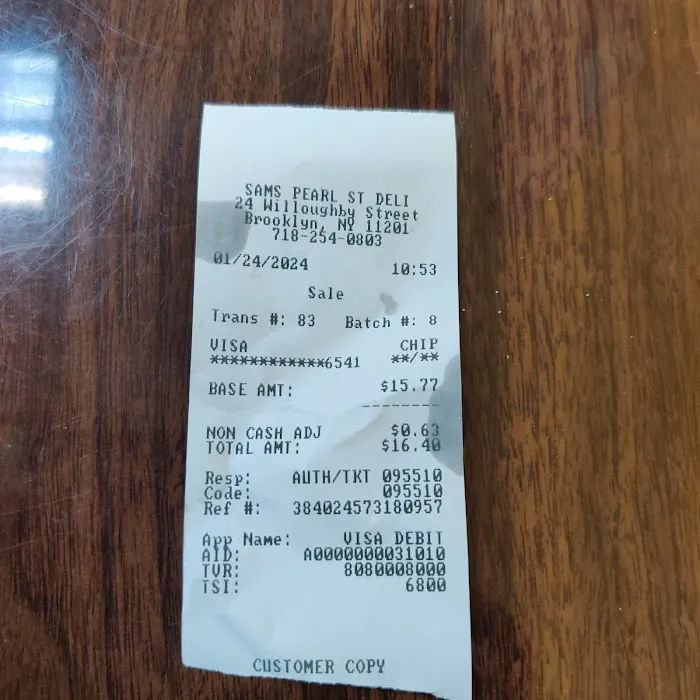 SAMS PEARL ST DELI
24 Willoughby Street
Brooklyn, NY 11201
718-254-0803
01/24/2024 10:53
Sale
Trans #: 83 Batch #: 8
VISA CHIP
************6541 **/**
BASE AMT: $15.77
--------
NON CASH ADJ $0.63
TOTAL AMT: $16.40
Resp: AUTH/TKT 095510
Code: 095510
Ref #: 384024573180957
App Name: VISA DEBIT
AID: A0000000031010
TVR: 8080008000
TSI: 6800
CUSTOMER COPY